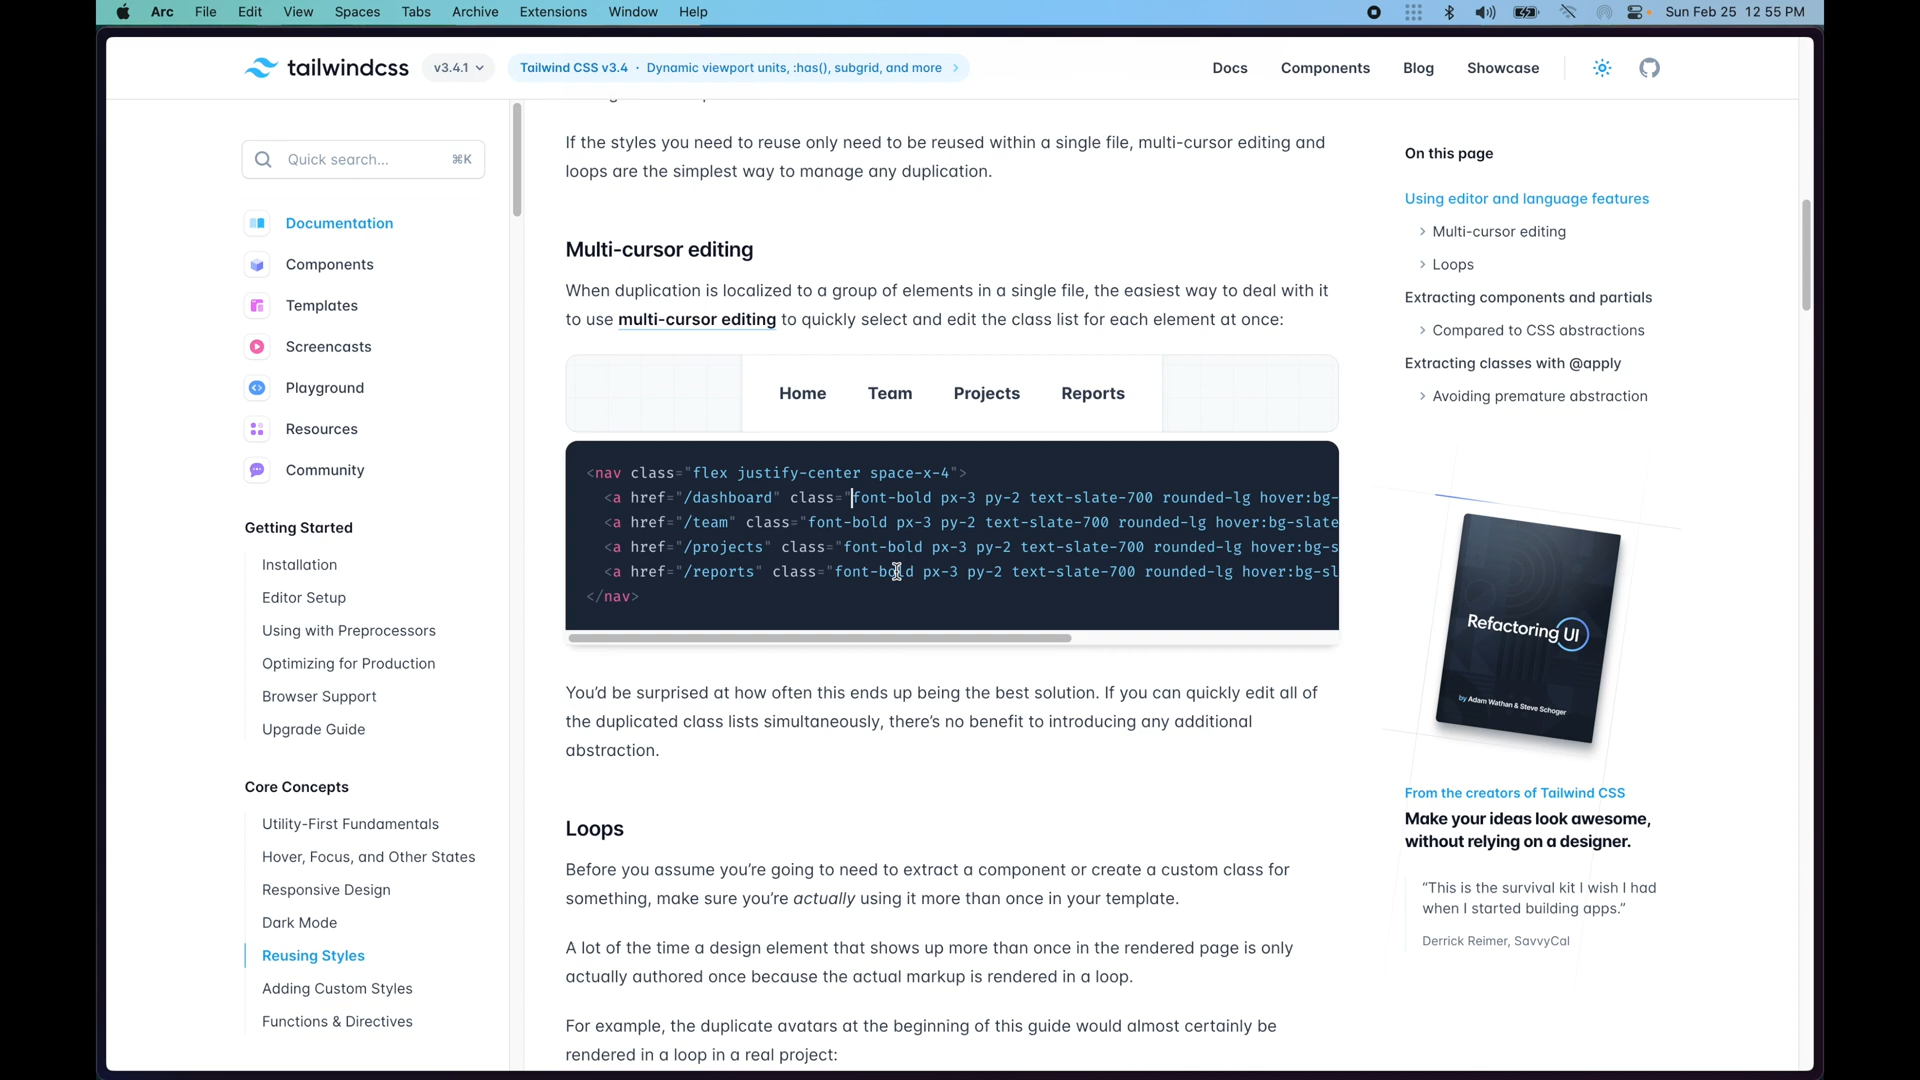 Arc File Edit View Spaces Tabs Archive Extensions Window Help Sun Feb 25 12 55 PM
tailwindcss v3.4.1 Tailwind CSS v3.4 · Dynamic viewport units, :has(), subgrid, and more Docs Components Blog Showcase
Quick search... ⌘K
Documentation
Components
Templates
Screencasts
Playground
Resources
Community
Getting Started
Installation
Editor Setup
Using with Preprocessors
Optimizing for Production
Browser Support
Upgrade Guide
Core Concepts
Utility-First Fundamentals
Hover, Focus, and Other States
Responsive Design
Dark Mode
Reusing Styles
Adding Custom Styles
Functions & Directives
If the styles you need to reuse only need to be reused within a single file, multi-cursor editing and
loops are the simplest way to manage any duplication.
Multi-cursor editing
When duplication is localized to a group of elements in a single file, the easiest way to deal with it
to use multi-cursor editing to quickly select and edit the class list for each element at once:
Home Team Projects Reports
<nav class="flex justify-center space-x-4">
<a href="/dashboard" class="font-bold px-3 py-2 text-slate-700 rounded-lg hover:bg-
<a href="/team" class="font-bold px-3 py-2 text-slate-700 rounded-lg hover:bg-slate
<a href="/projects" class="font-bold px-3 py-2 text-slate-700 rounded-lg hover:bg-s
<a href="/reports" class="font-bold px-3 py-2 text-slate-700 rounded-lg hover:bg-sl
</nav>
You'd be surprised at how often this ends up being the best solution. If you can quickly edit all of
the duplicated class lists simultaneously, there's no benefit to introducing any additional
abstraction.
Loops
Before you assume you're going to need to extract a component or create a custom class for
something, make sure you're actually using it more than once in your template.
A lot of the time a design element that shows up more than once in the rendered page is only
actually authored once because the actual markup is rendered in a loop.
For example, the duplicate avatars at the beginning of this guide would almost certainly be
rendered in a loop in a real project:
On this page
Using editor and language features
Multi-cursor editing
Loops
Extracting components and partials
Compared to CSS abstractions
Extracting classes with @apply
Avoiding premature abstraction
Refactoring UI
by Adam Wathan & Steve Schoger
From the creators of Tailwind CSS
Make your ideas look awesome,
without relying on a designer.
"This is the survival kit I wish I had
when I started building apps."
Derrick Reimer, SavvyCal